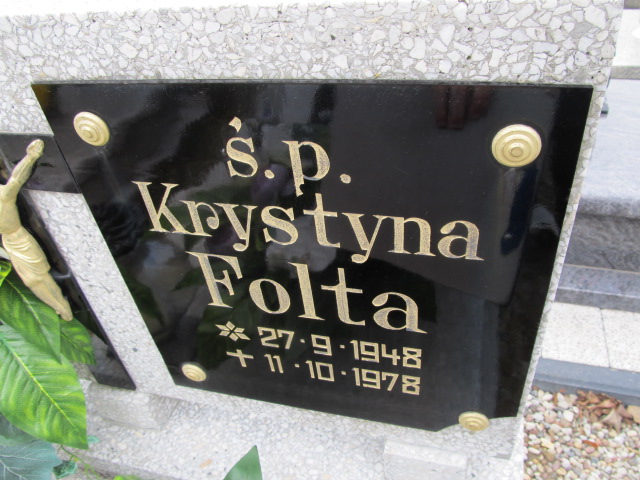 ś.p.
Krystyna
Folta
* 27·9·1948
+ 11·10·1978